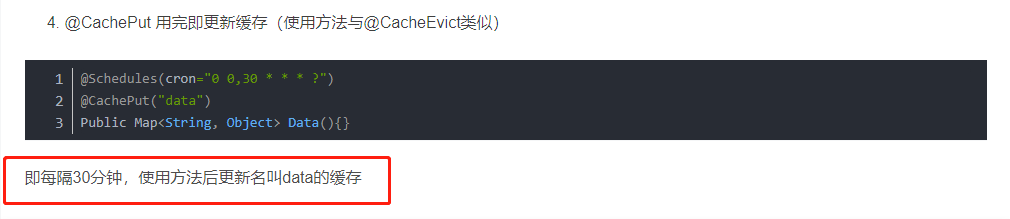 4. @CachePut 用完即更新缓存（使用方法与@CacheEvict类似）
1 @Schedules(cron="0 0,30 * * * ?")
2 @CachePut("data")
3 Public Map<String, Object> Data(){}
即每隔30分钟，使用方法后更新名叫data的缓存